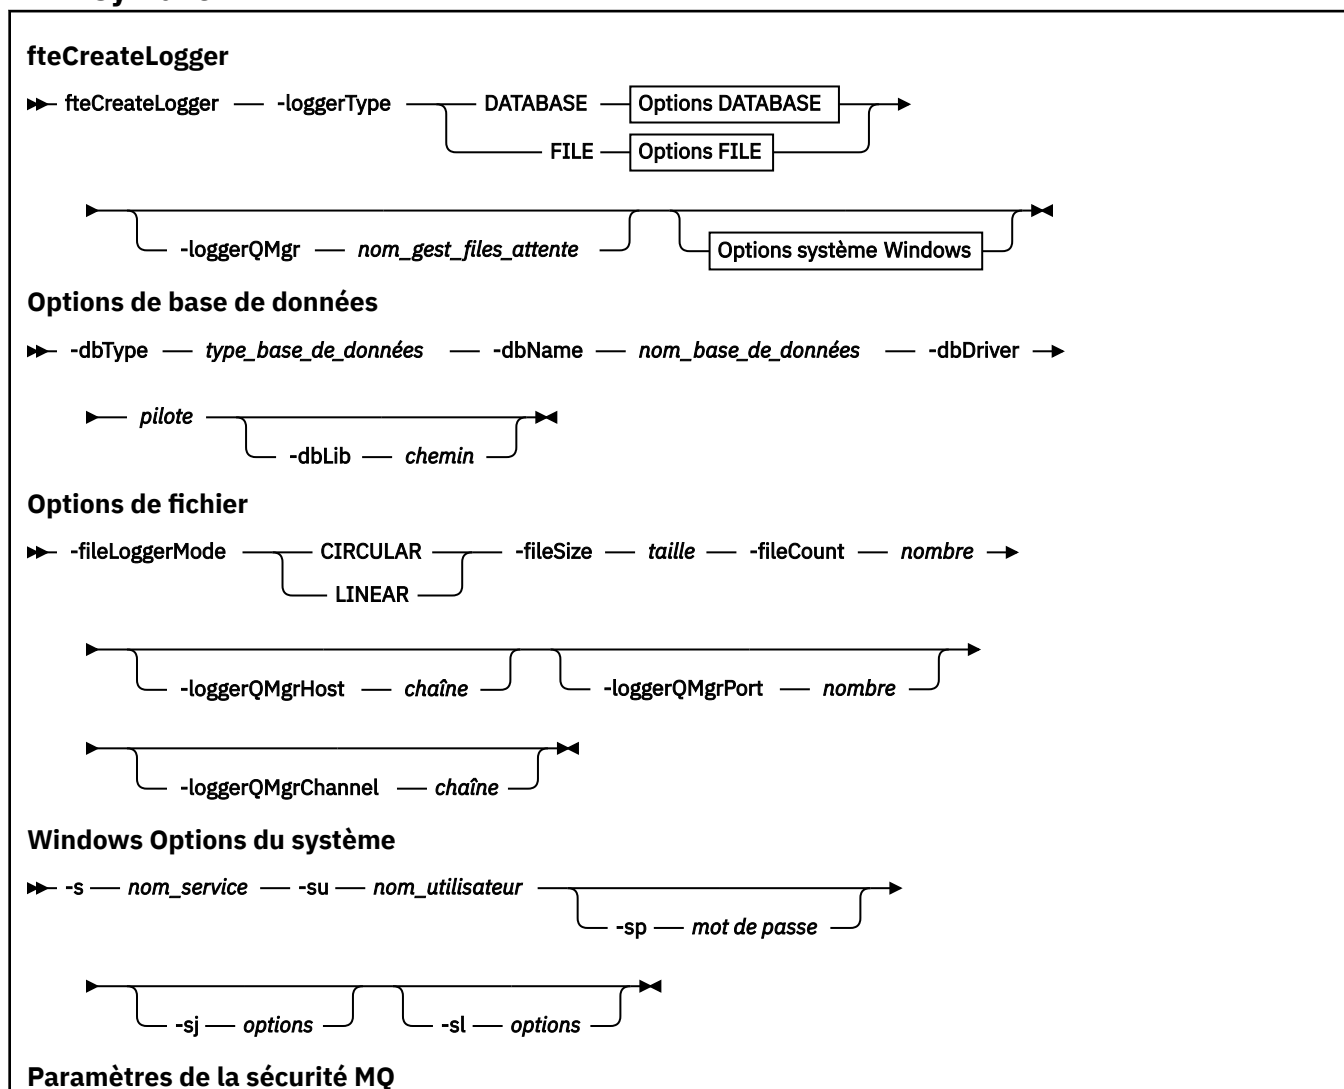 fteCreateLogger
fteCreateLogger -loggerType DATABASE Options DATABASE
FILE Options FILE
-loggerQMgr nom_gest_files_attente Options système Windows
Options de base de données
-dbType type_base_de_données -dbName nom_base_de_données -dbDriver
pilote
-dbLib chemin
Options de fichier
-fileLoggerMode CIRCULAR -fileSize taille -fileCount nombre
LINEAR
-loggerQMgrHost chaîne -loggerQMgrPort nombre
-loggerQMgrChannel chaîne
Windows Options du système
-s nom_service -su nom_utilisateur
-sp mot de passe
-sj options -sl options
Paramètres de la sécurité MQ